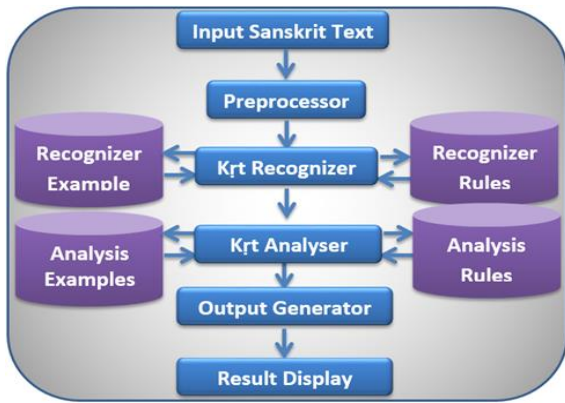 Input Sanskrit Text
Preprocessor
Recognizer
Example
Kṛt Recognizer
Recognizer
Rules
Analysis
Examples
Kṛt Analyser
Analysis
Rules
Output Generator
Result Display